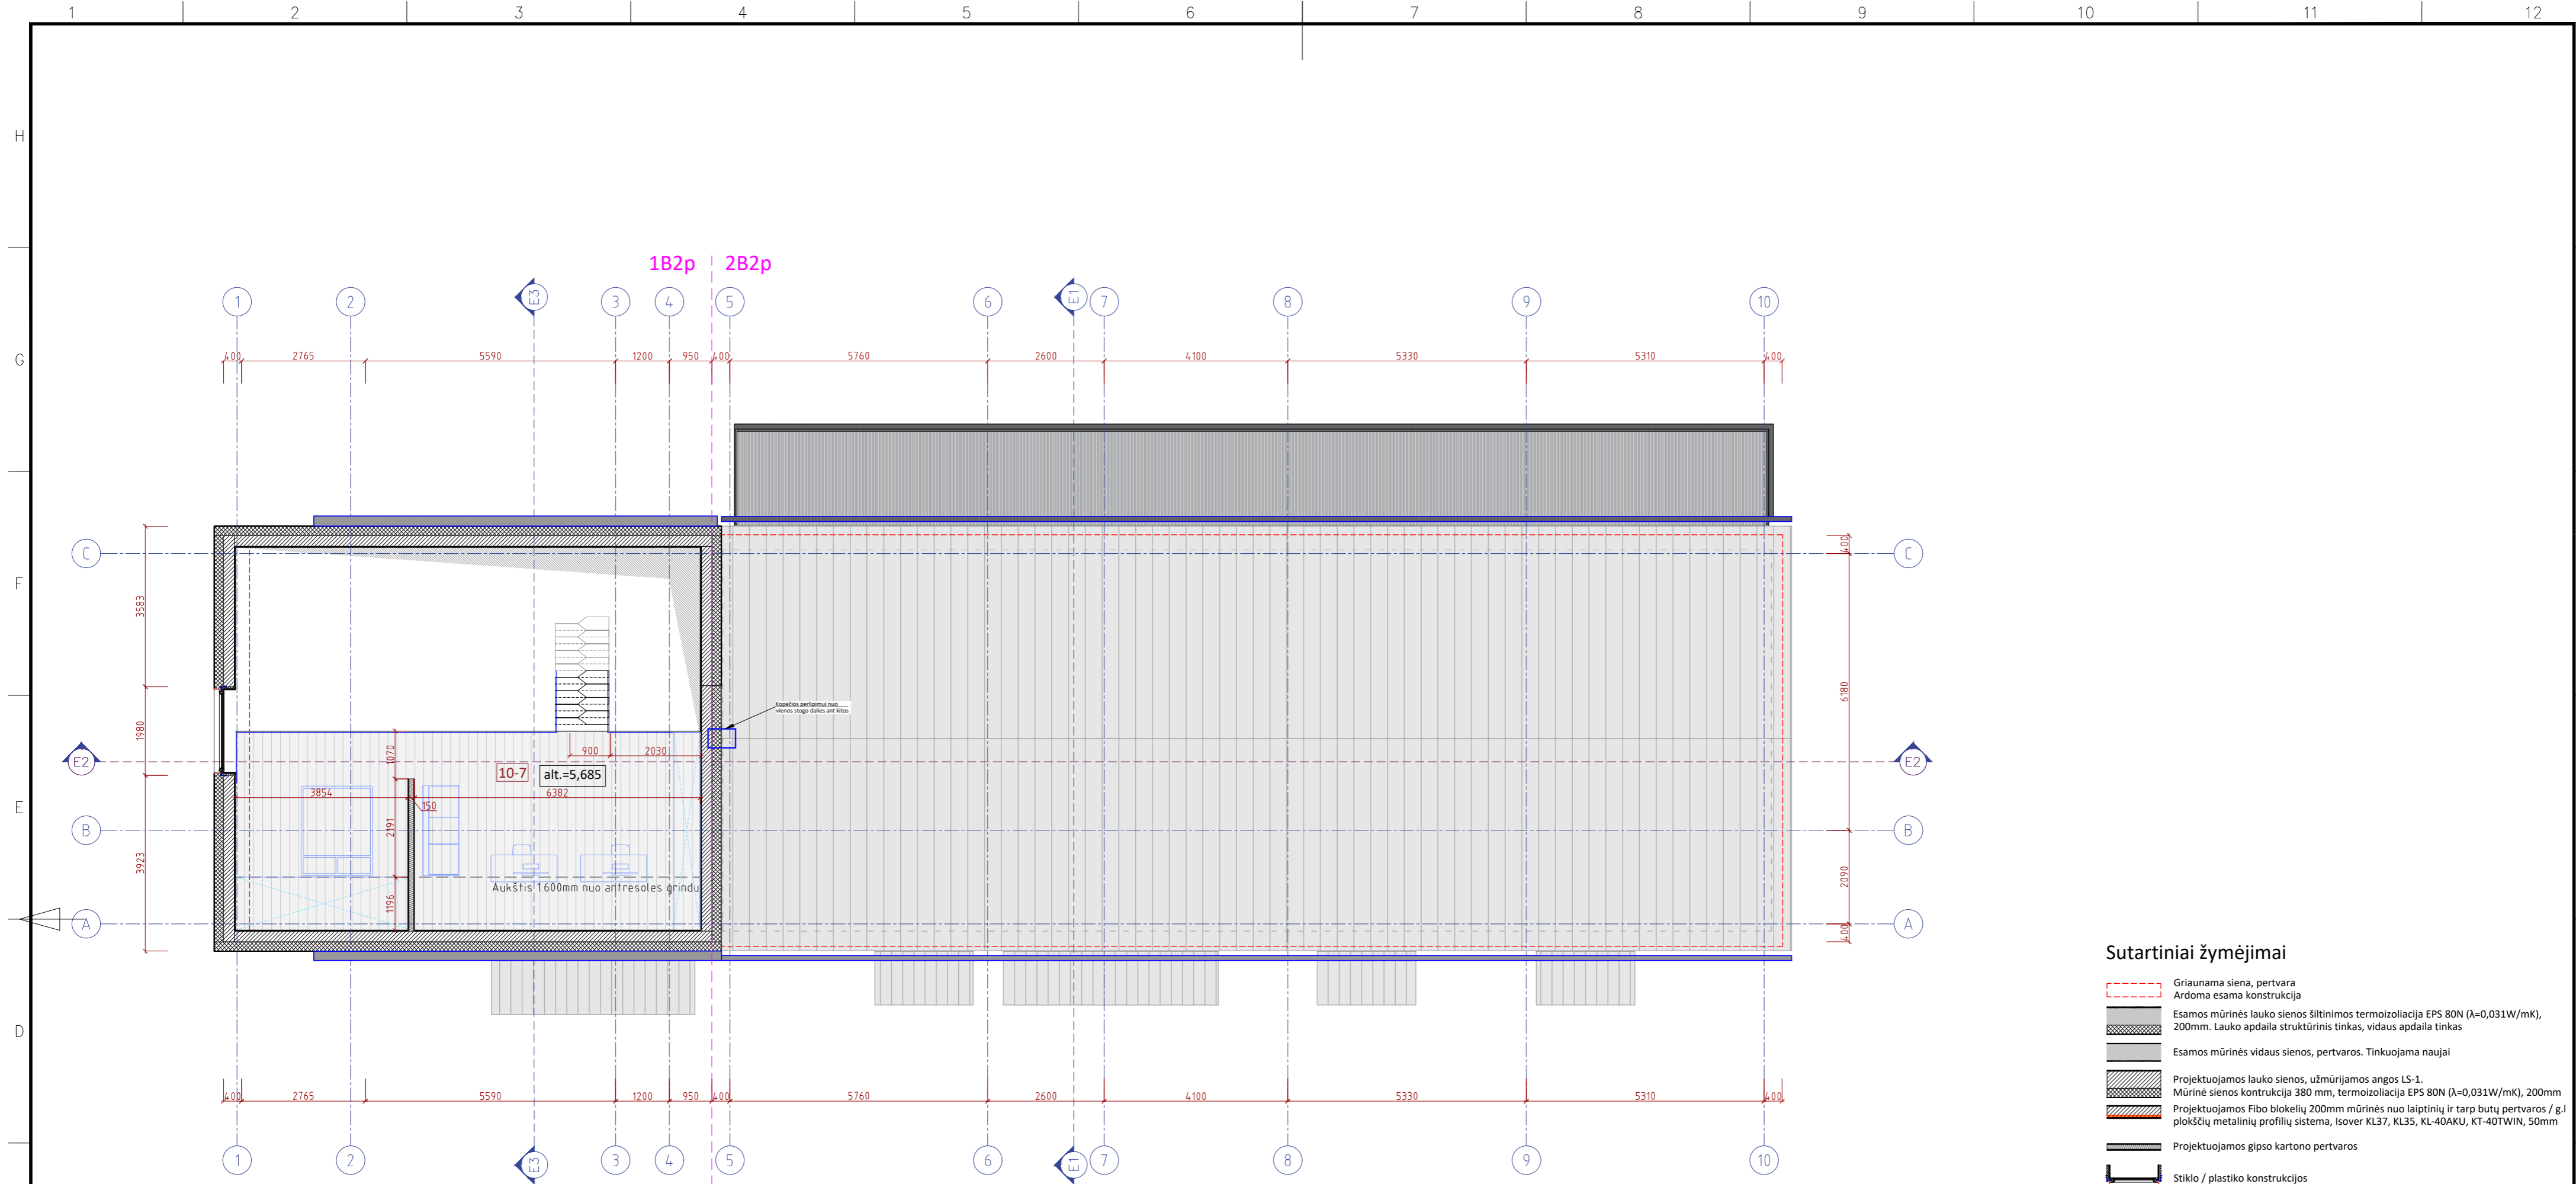 1 2 3 4 5 6 7 8 9 10 11 12
H
1B2p 2B2p
1 2 E3 3 4 5 6 E1 7 8 9 10
G
400 2765 5590 1200 950 400 5760 2600 4100 5330 5310 400
C C
400
F
3583
6180
Kopėčios perlipimui nuo
vienos stogo dalies ant kitos
1980
1070
900 2030
E2 E2
10-7 alt.=5,685
3854 150 6382
E
B B
2191
3923
2090
Aukštis 1600mm nuo antresolės grindų
1196
A A
400
D
400 2765 5590 1200 950 400 5760 2600 4100 5330 5310 400
1 2 E3 3 4 5 6 E1 7 8 9 10
Sutartiniai žymėjimai
Griaunama siena, pertvara
Ardoma esama konstrukcija
Esamos mūrinės lauko sienos šiltinimos termoizoliacija EPS 80N (λ=0,031W/mK),
200mm. Lauko apdaila struktūrinis tinkas, vidaus apdaila tinkas
Esamos mūrinės vidaus sienos, pertvaros. Tinkuojama naujai
Projektuojamos lauko sienos, užmūrijamos angos LS-1.
Mūrinė sienos kontrukcija 380 mm, termoizoliacija EPS 80N (λ=0,031W/mK), 200mm
Projektuojamos Fibo blokelių 200mm mūrinės nuo laiptinių ir tarp butų pertvaros / g.l
plokščių metalinių profilių sistema, Isover KL37, KL35, KL-40AKU, KT-40TWIN, 50mm
Projektuojamos gipso kartono pertvaros
Stiklo / plastiko konstrukcijos